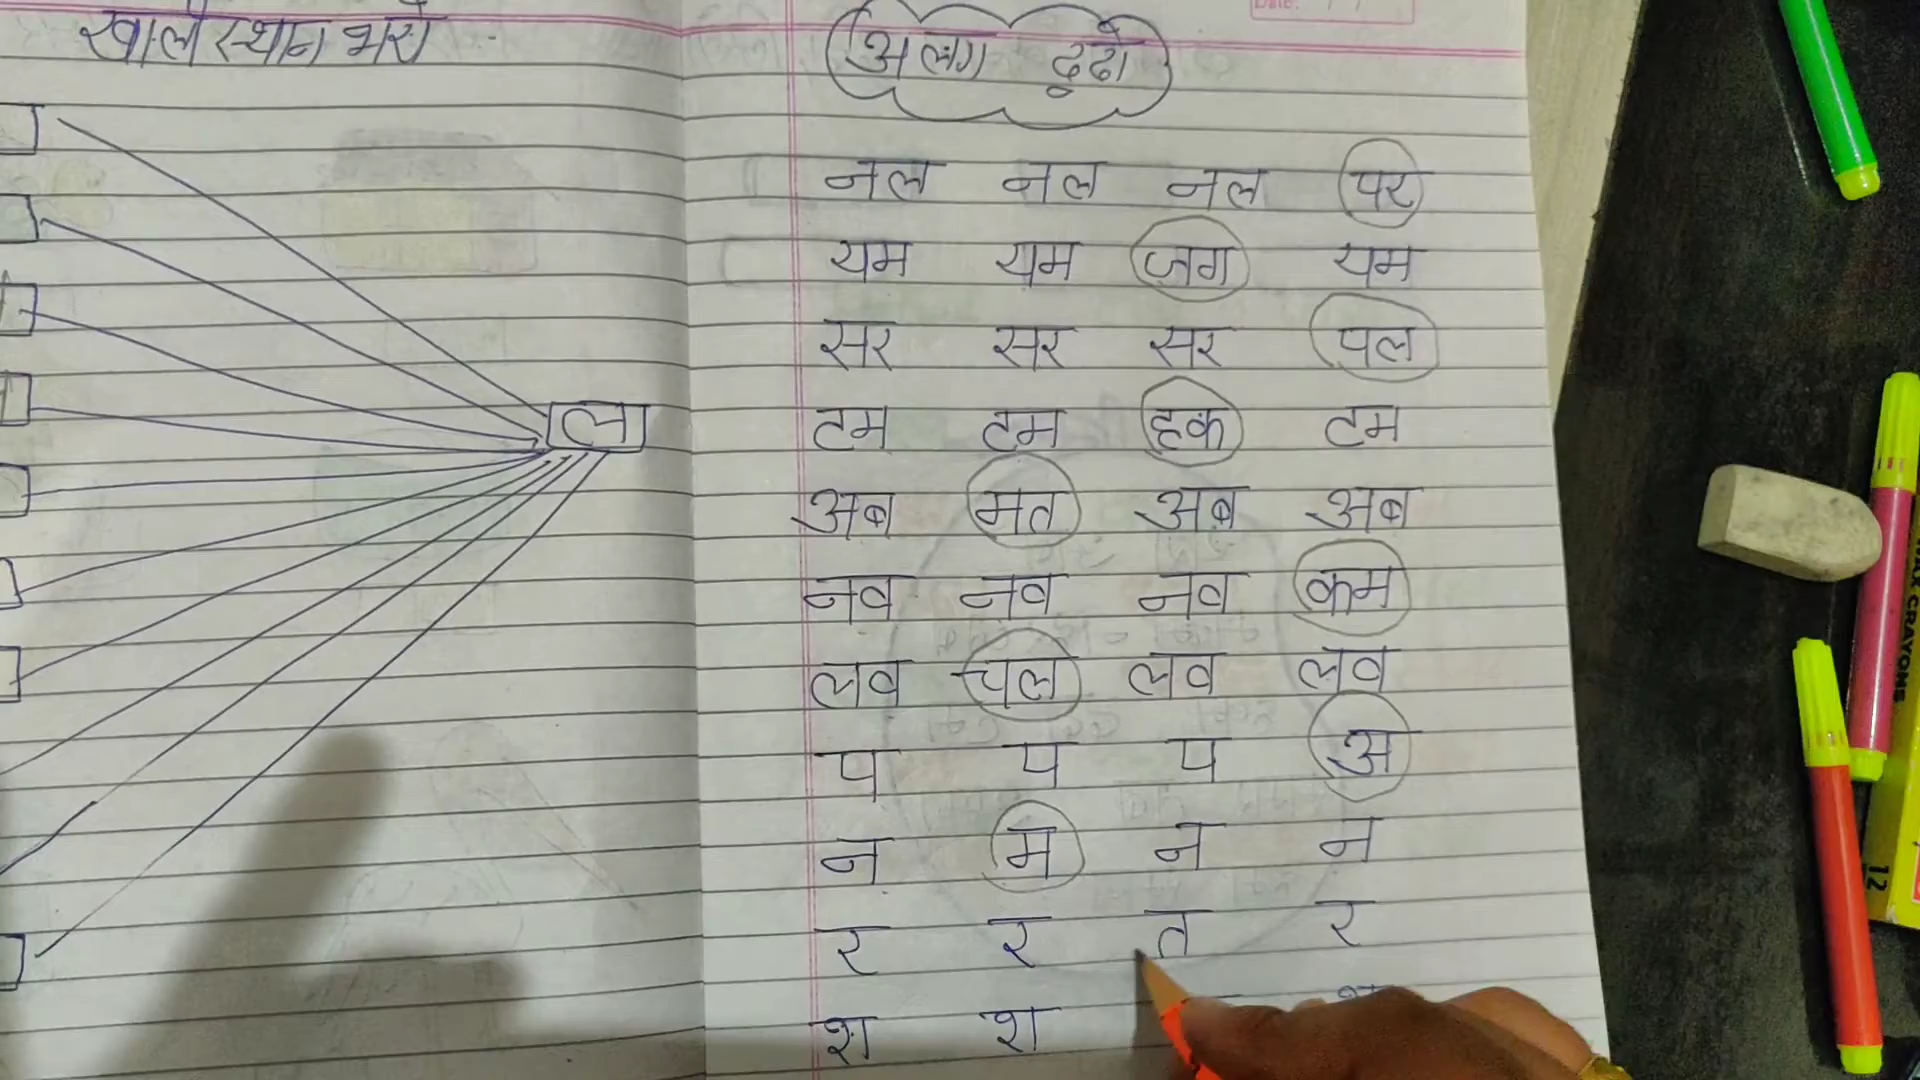 खाली स्थान भरो
ला
Date:
अलग ढूढो
नल नल नल पर
यम यम जग यम
सर सर सर पल
टम टम हक टम
अब मत अब अब
नव नव नव कम
लव चल लव लव
प प प अ
न म न न
र र त र
श श
CRAYONS
12